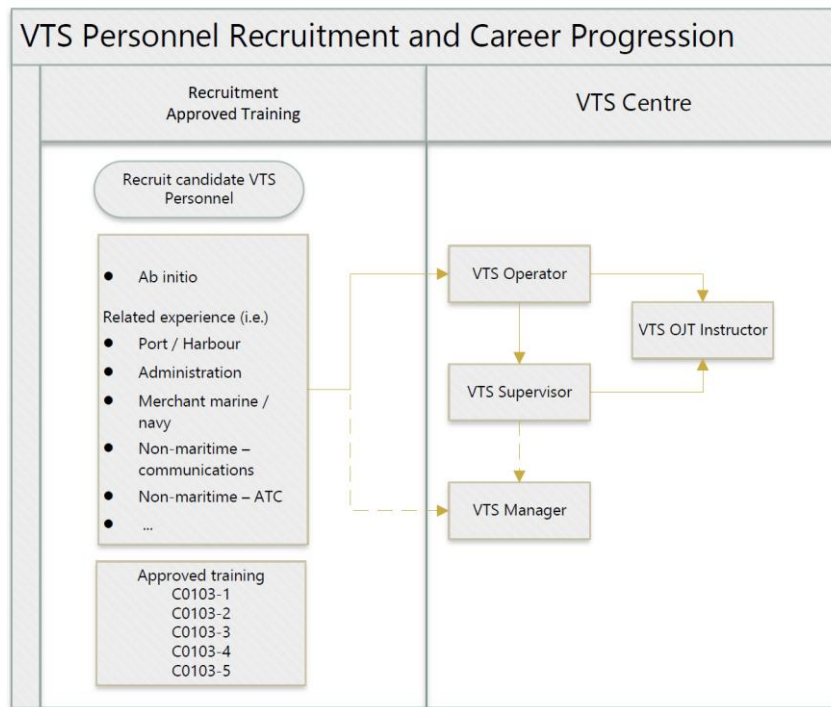 VTS Personnel Recruitment and Career Progression
Recruitment
Approved Training
VTS Centre
Recruit candidate VTS
Personnel
● Ab initio
Related experience (i.e.)
● Port / Harbour
● Administration
● Merchant marine /
navy
● Non-maritime –
communications
● Non-maritime – ATC
● ...
Approved training
C0103-1
C0103-2
C0103-3
C0103-4
C0103-5
VTS Operator
VTS OJT Instructor
VTS Supervisor
VTS Manager